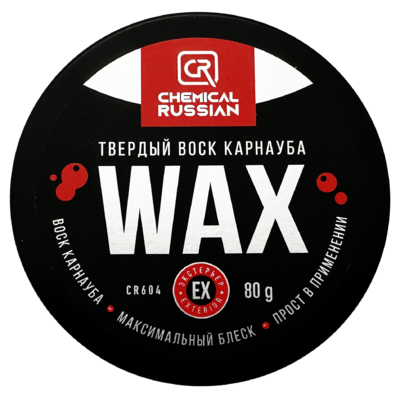 CR
CHEMICAL
RUSSIAN
ТВЕРДЫЙ ВОСК КАРНАУБА
WAX
CR604
ЭКСТЕРЬЕР
EX
EXTERIOR
80 g
ВОСК КАРНАУБА • МАКСИМАЛЬНЫЙ БЛЕСК • ПРОСТ В ПРИМЕНЕНИИ